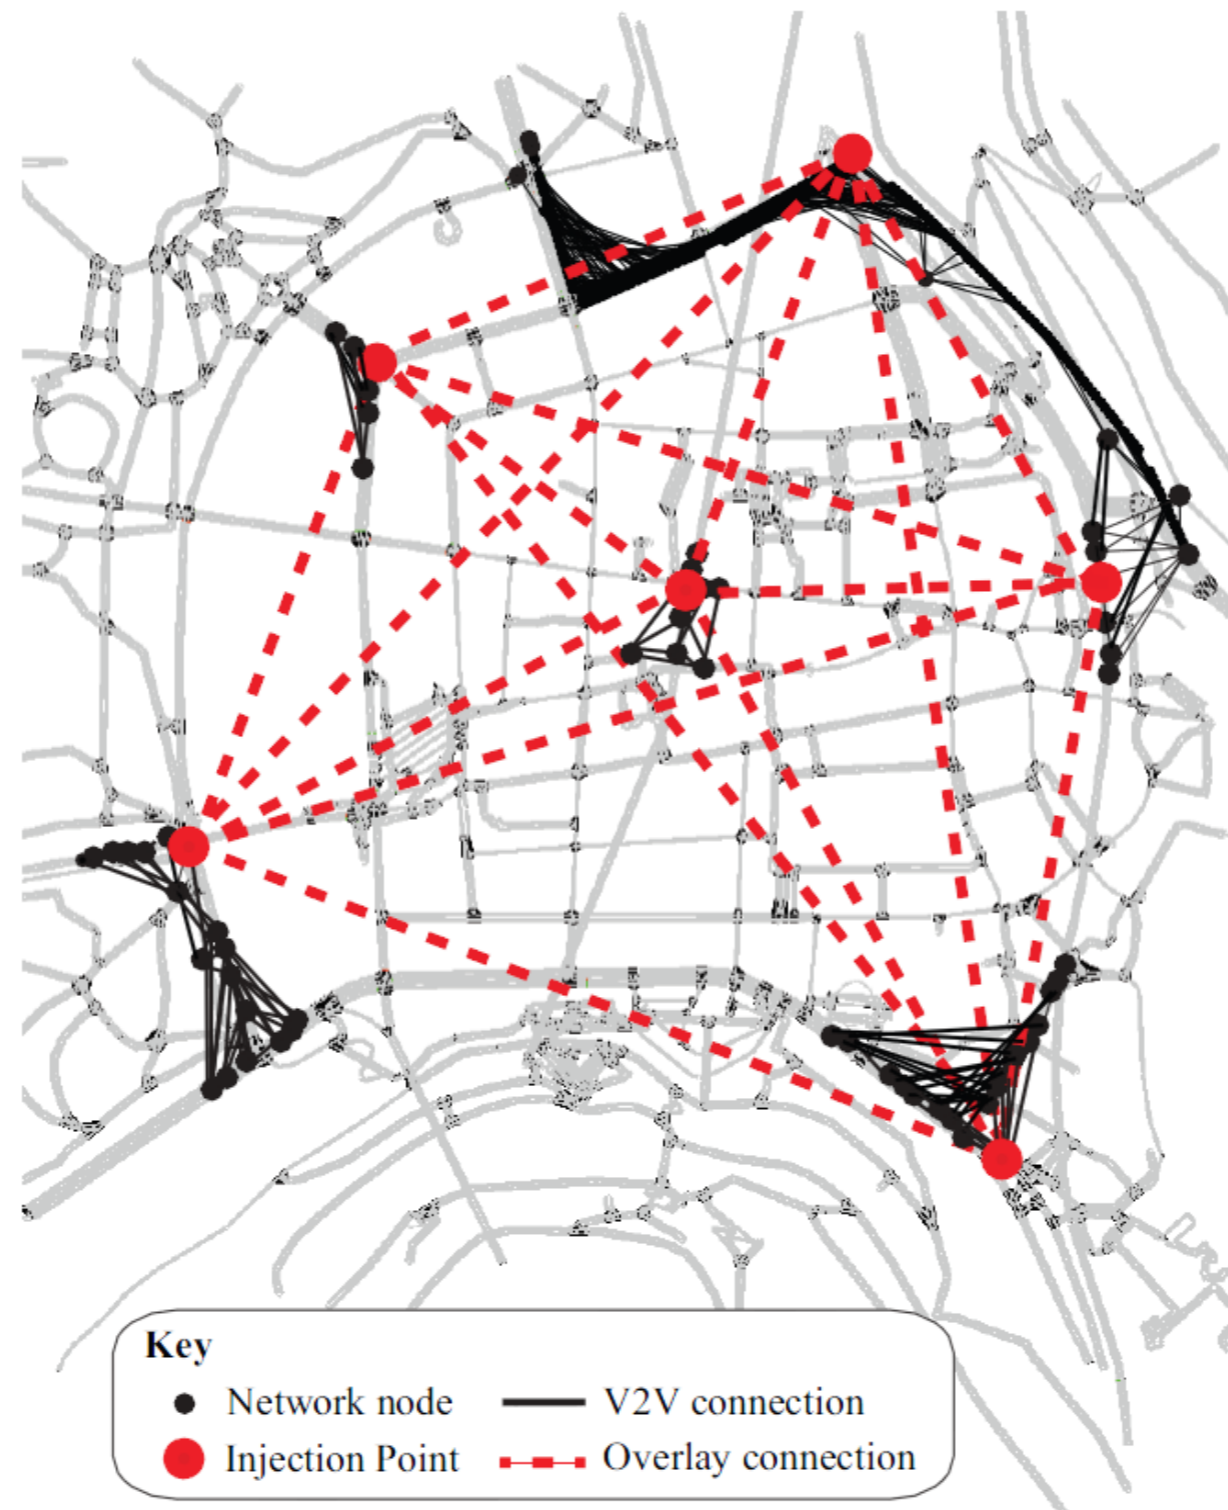 Key
Network node
V2V connection
Injection Point
Overlay connection